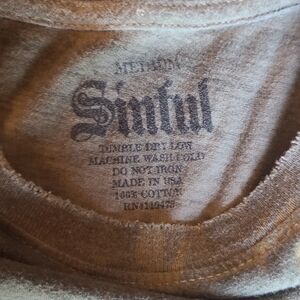 MEDIUM
Sinful
TUMBLE DRY LOW
MACHINE WASH COLD
DO NOT IRON
MADE IN USA
100% COTTON